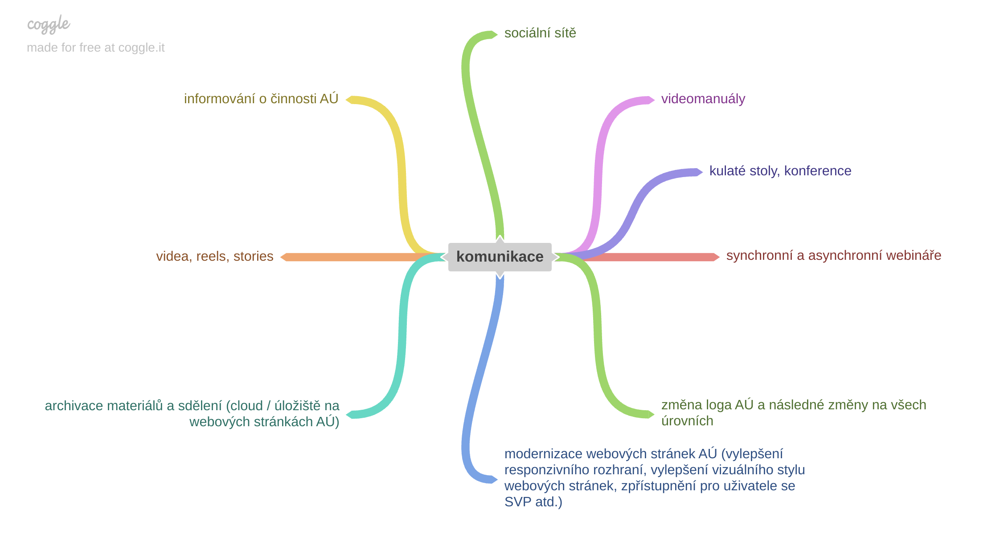 coggle
made for free at coggle.it
sociální sítě
informování o činnosti AÚ
videomanuály
kulaté stoly, konference
videa, reels, stories
komunikace
synchronní a asynchronní webináře
archivace materiálů a sdělení (cloud / úložiště na
webových stránkách AÚ)
změna loga AÚ a následné změny na všech
úrovních
modernizace webových stránek AÚ (vylepšení
responzivního rozhraní, vylepšení vizuálního stylu
webových stránek, zpřístupnění pro uživatele se
SVP atd.)